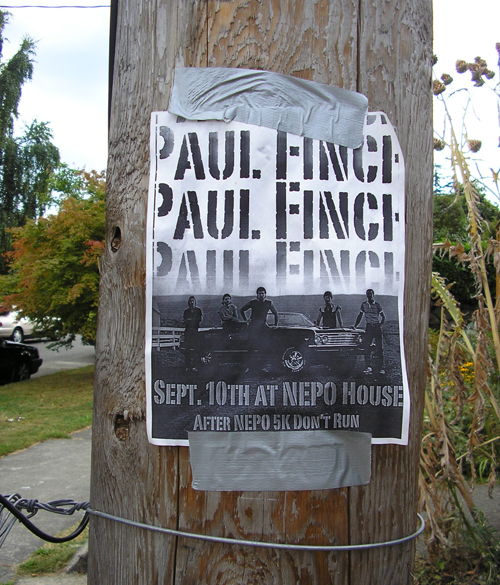 PAUL FINCH
PAUL FINCH
PAUL FINCH
SEPT. 10TH AT NEPO HOUSE
AFTER NEPO 5K DON'T RUN